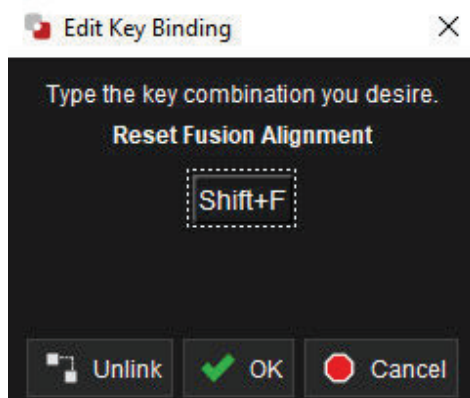 Edit Key Binding
Type the key combination you desire.
Reset Fusion Alignment
Shift+F
Unlink OK Cancel